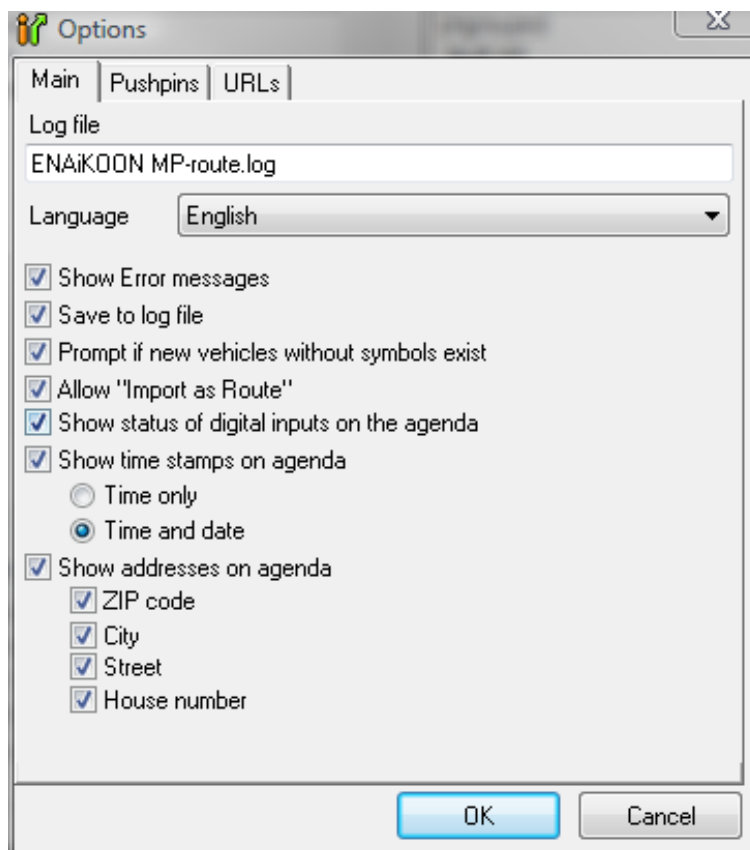 Options
Main Pushpins URLs
Log file
ENAiKOON MP-route.log
Language English
Show Error messages
Save to log file
Prompt if new vehicles without symbols exist
Allow "Import as Route"
Show status of digital inputs on the agenda
Show time stamps on agenda
Time only
Time and date
Show addresses on agenda
ZIP code
City
Street
House number
OK Cancel